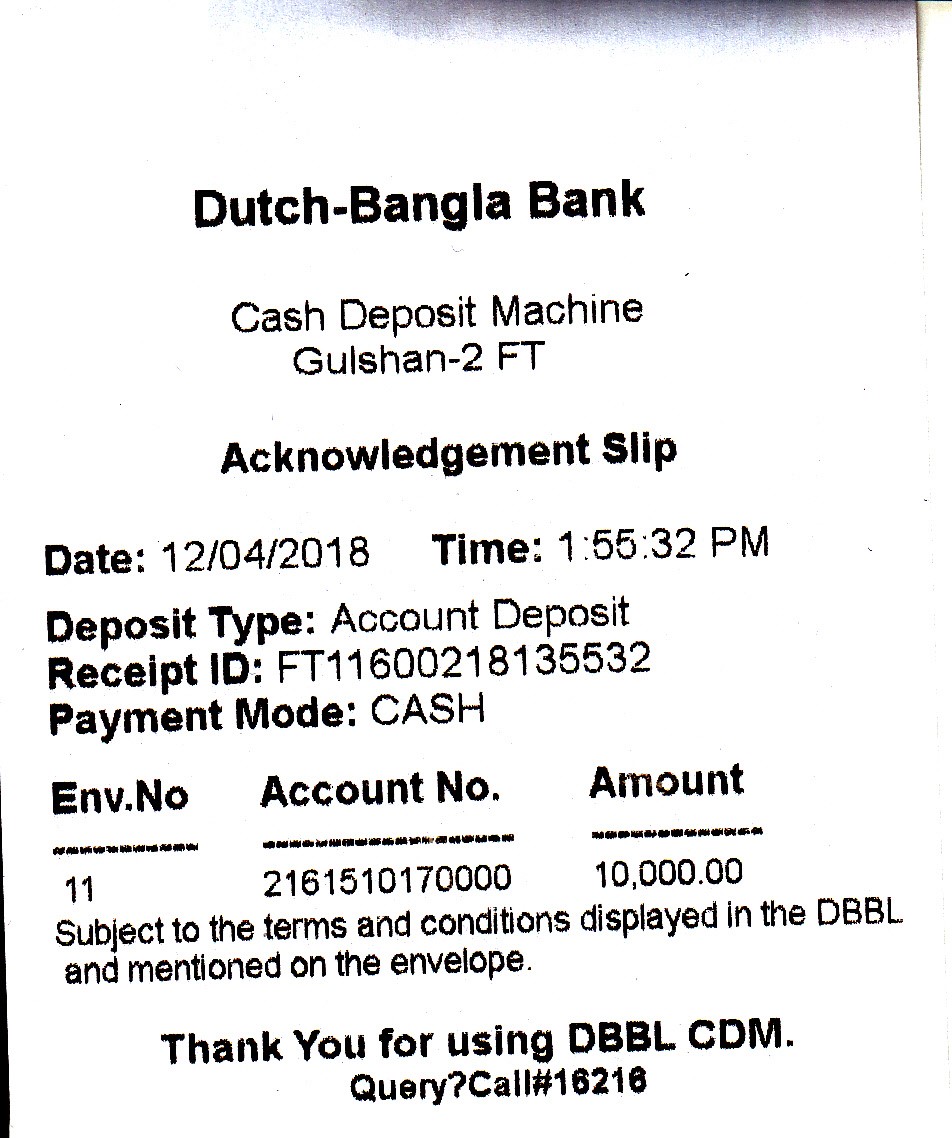 Dutch-Bangla Bank
Cash Deposit Machine
Gulshan-2 FT
Acknowledgement Slip
Date: 12/04/2018 Time: 1:55:32 PM
Deposit Type: Account Deposit
Receipt ID: FT11600218135532
Payment Mode: CASH
Env.No Account No. Amount
11 2161510170000 10,000.00
Subject to the terms and conditions displayed in the DBBL
and mentioned on the envelope.
Thank You for using DBBL CDM.
Query?Call#16216